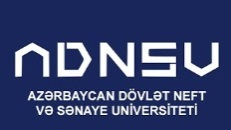 ADNSU
AZƏRBAYCAN DÖVLƏT NEFT
VƏ SƏNAYE UNİVERSİTETİ